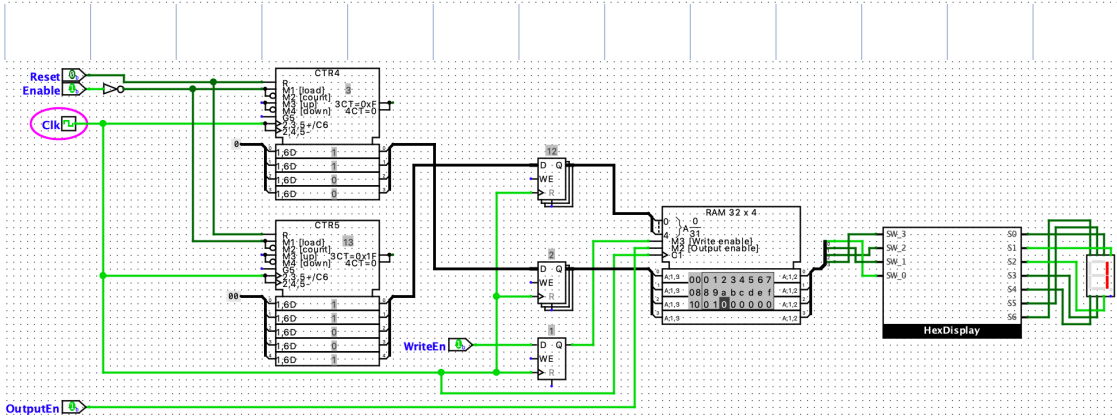 CTR4
Reset
R
Enable
M1 [load]
3
M2 [count]
M3 [up]
3CT=0xF
M4 [down]
4CT=0
G5
Clk
2,3,5+/C6
2,4,5-
0
1,6D
1
1,6D
1
1,6D
0
1,6D
0
CTR5
R
M1 [load]
13
M2 [count]
M3 [up]
3CT=0x1F
M4 [down]
4CT=0
G5
2,3,5+/C6
2,4,5-
00
1,6D
1
1,6D
1
1,6D
0
1,6D
0
1,6D
1
12
D Q
WE
R
2
D Q
WE
R
1
WriteEn
D Q
WE
R
OutputEn
RAM 32 x 4
0
0
A
4
31
M3 [Write enable]
M2 [Output enable]
C1
A;1,3
A;1,2
A;1,3
A;1,2
A;1,3
A;1,2
A;1,3
A;1,2
00 0 1 2 3 4 5 6 7
08 8 9 a b c d e f
10 0 1 0 0 0 0 0 0
SW_3
S0
SW_2
S1
SW_1
S2
SW_0
S3
S4
S5
S6
HexDisplay